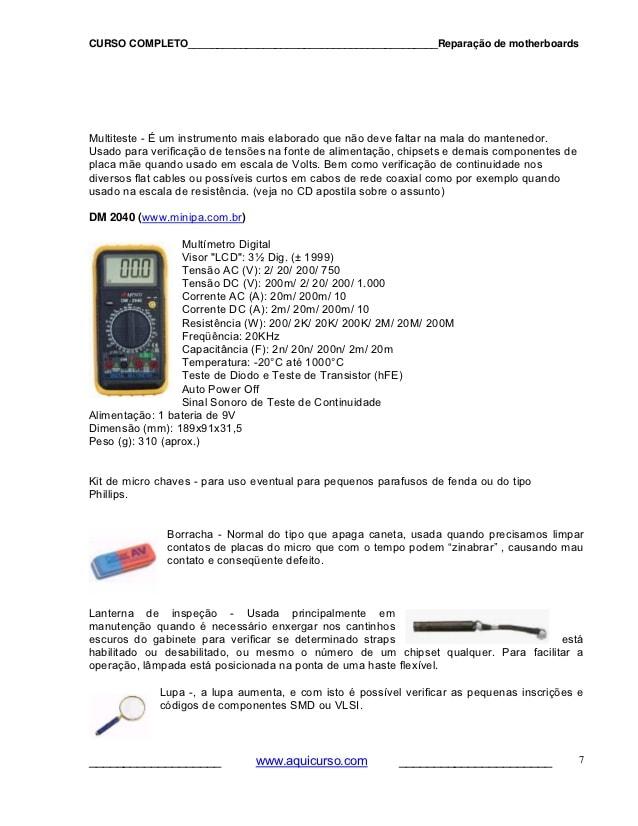 CURSO COMPLETO__________________________________________Reparação de motherboards
Multiteste - É um instrumento mais elaborado que não deve faltar na mala do mantenedor.
Usado para verificação de tensões na fonte de alimentação, chipsets e demais componentes de
placa mãe quando usado em escala de Volts. Bem como verificação de continuidade nos
diversos flat cables ou possíveis curtos em cabos de rede coaxial como por exemplo quando
usado na escala de resistência. (veja no CD apostila sobre o assunto)
DM 2040 (www.minipa.com.br)
Multímetro Digital
Visor "LCD": 3½ Dig. (± 1999)
Tensão AC (V): 2/ 20/ 200/ 750
Tensão DC (V): 200m/ 2/ 20/ 200/ 1.000
Corrente AC (A): 20m/ 200m/ 10
Corrente DC (A): 2m/ 20m/ 200m/ 10
Resistência (W): 200/ 2K/ 20K/ 200K/ 2M/ 20M/ 200M
Freqüência: 20KHz
Capacitância (F): 2n/ 20n/ 200n/ 2m/ 20m
Temperatura: -20°C até 1000°C
Teste de Diodo e Teste de Transistor (hFE)
Auto Power Off
Sinal Sonoro de Teste de Continuidade
Alimentação: 1 bateria de 9V
Dimensão (mm): 189x91x31,5
Peso (g): 310 (aprox.)
Kit de micro chaves - para uso eventual para pequenos parafusos de fenda ou do tipo
Phillips.
Borracha - Normal do tipo que apaga caneta, usada quando precisamos limpar
contatos de placas do micro que com o tempo podem “zinabrar” , causando mau
contato e conseqüente defeito.
Lanterna de inspeção - Usada principalmente em
manutenção quando é necessário enxergar nos cantinhos
escuros do gabinete para verificar se determinado straps está
habilitado ou desabilitado, ou mesmo o número de um chipset qualquer. Para facilitar a
operação, lâmpada está posicionada na ponta de uma haste flexível.
Lupa -, a lupa aumenta, e com isto é possível verificar as pequenas inscrições e
códigos de componentes SMD ou VLSI.
____________________ www.aquicurso.com _______________________ 7